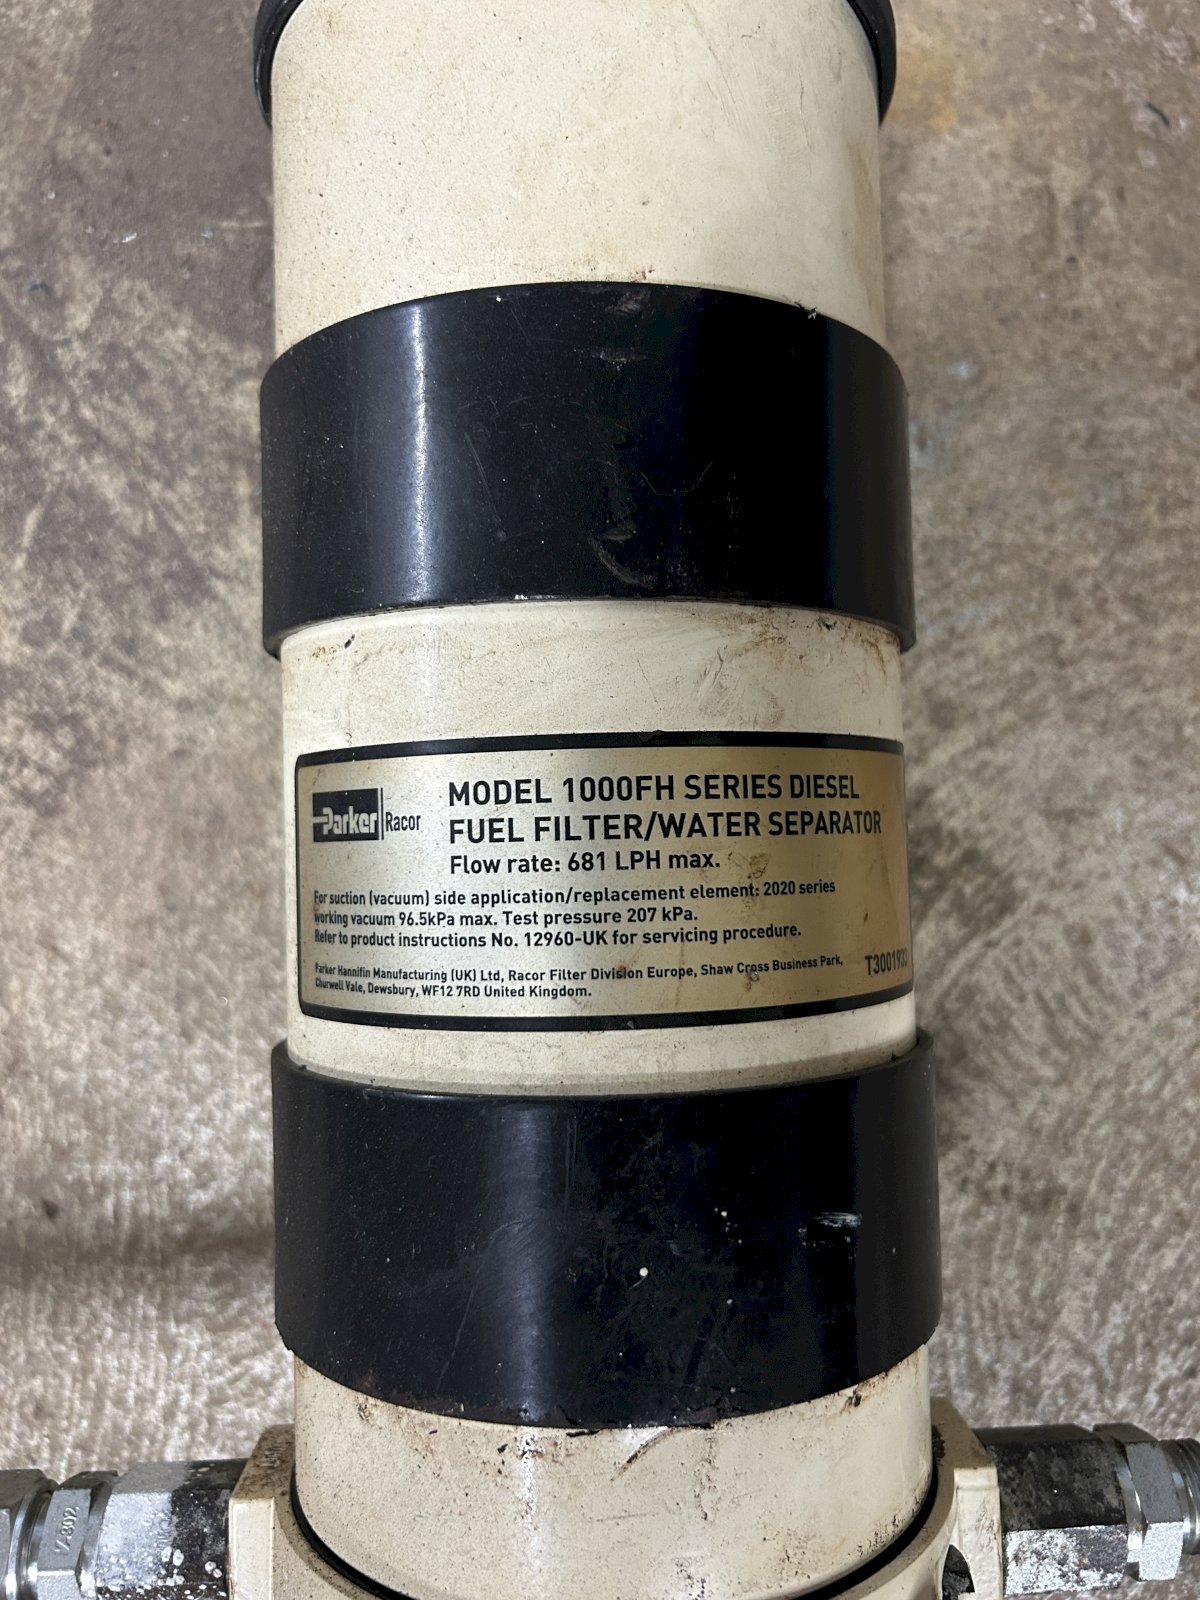 Parker Racor
MODEL 1000FH SERIES DIESEL
FUEL FILTER/WATER SEPARATOR
Flow rate: 681 LPH max.
For suction (vacuum) side application/replacement element: 2020 series
working vacuum 96.5kPa max. Test pressure 207 kPa.
Refer to product instructions No. 12960-UK for servicing procedure.
Parker Hannifin Manufacturing (UK) Ltd, Racor Filter Division Europe, Shaw Cross Business Park,
Churwell Vale, Dewsbury, WF12 7RD United Kingdom.